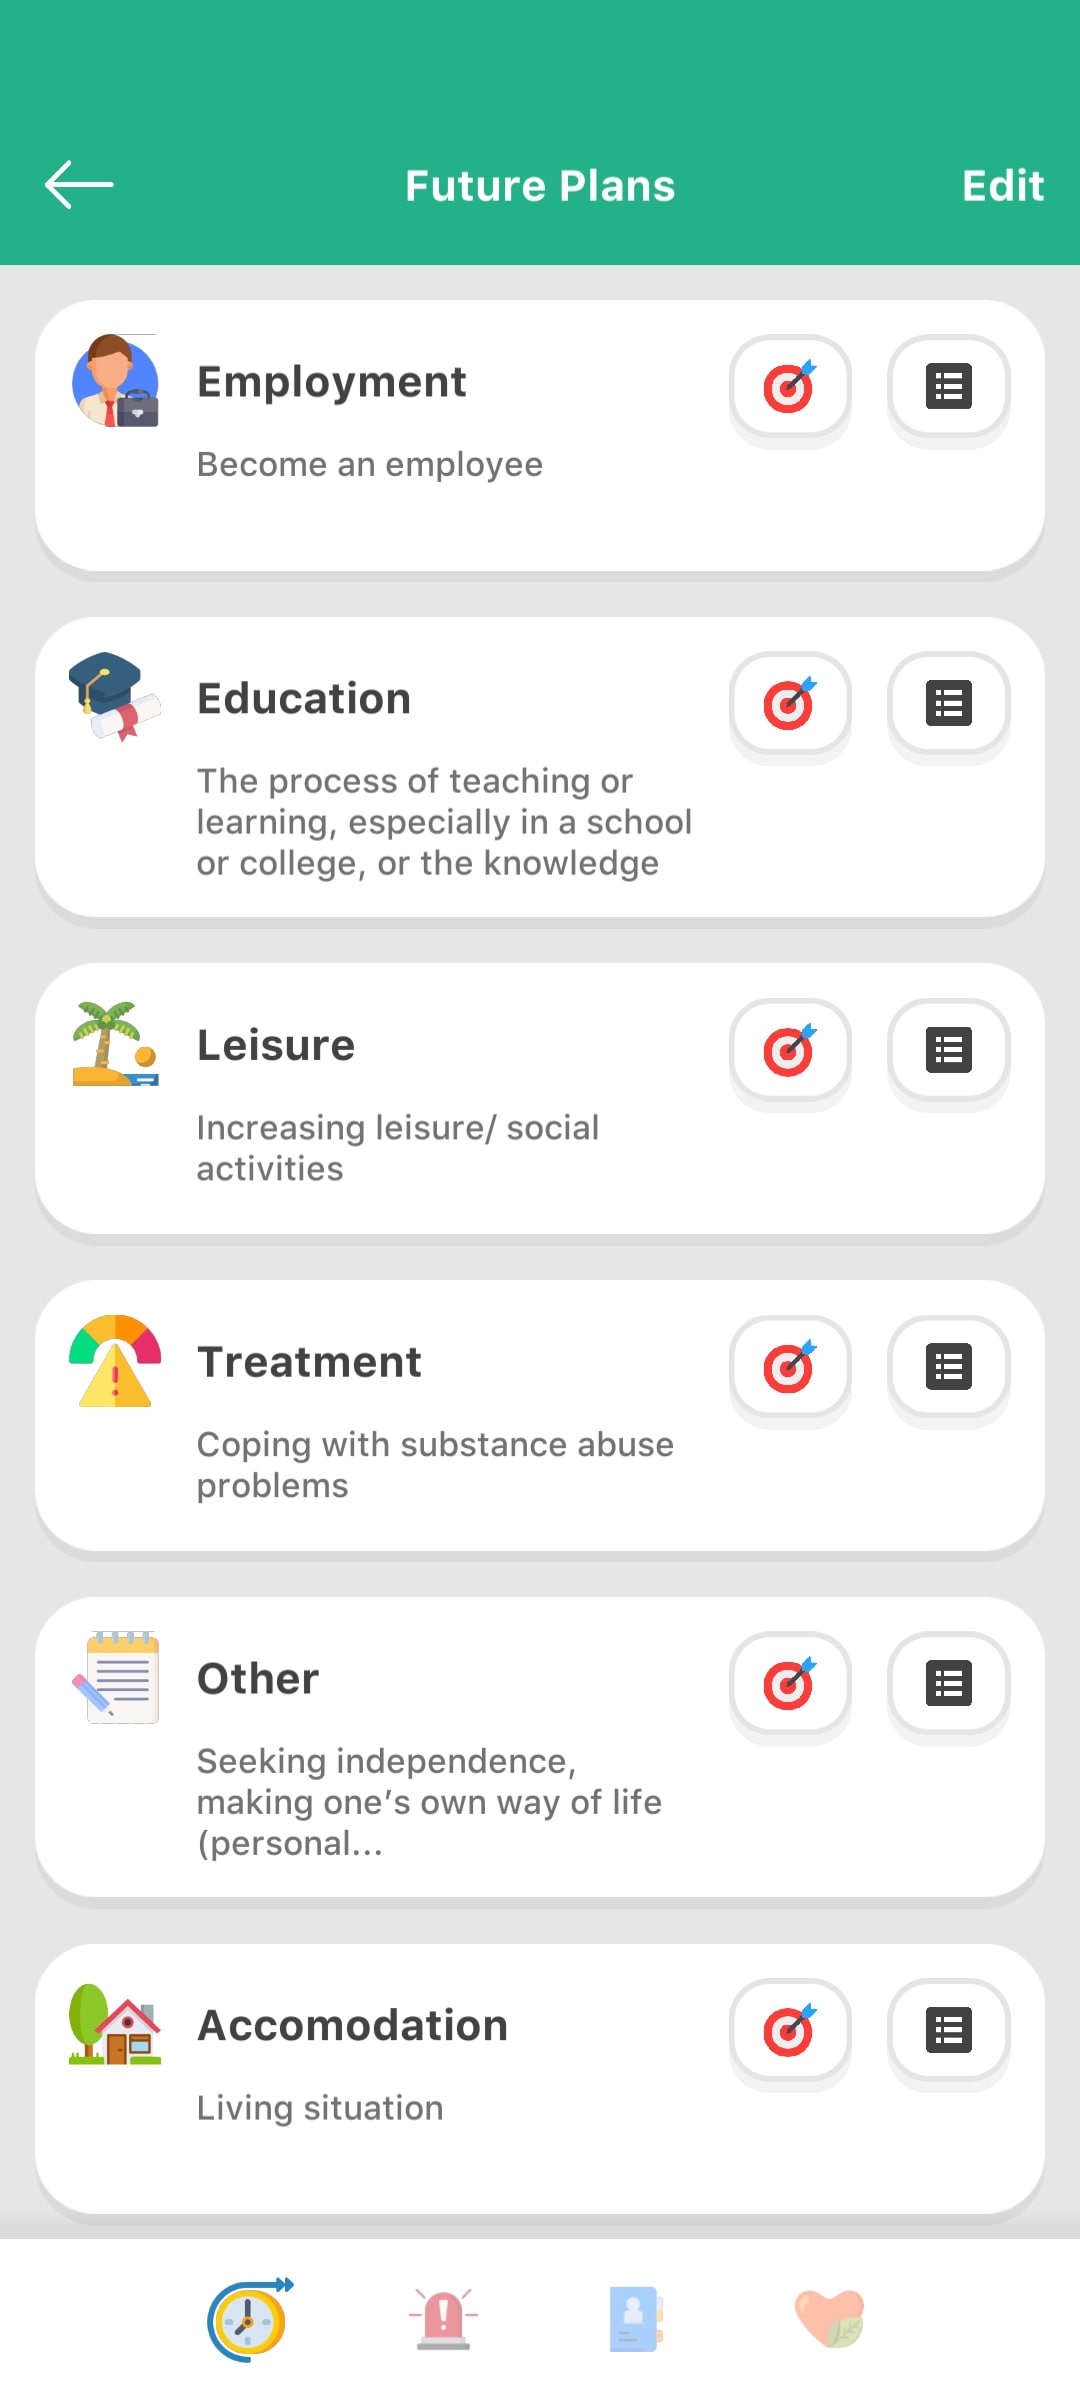 Future Plans
Edit
Employment
Become an employee
Education
The process of teaching or
learning, especially in a school
or college, or the knowledge
Leisure
Increasing leisure/ social
activities
Treatment
Coping with substance abuse
problems
Other
Seeking independence,
making one’s own way of life
(personal...
Accomodation
Living situation